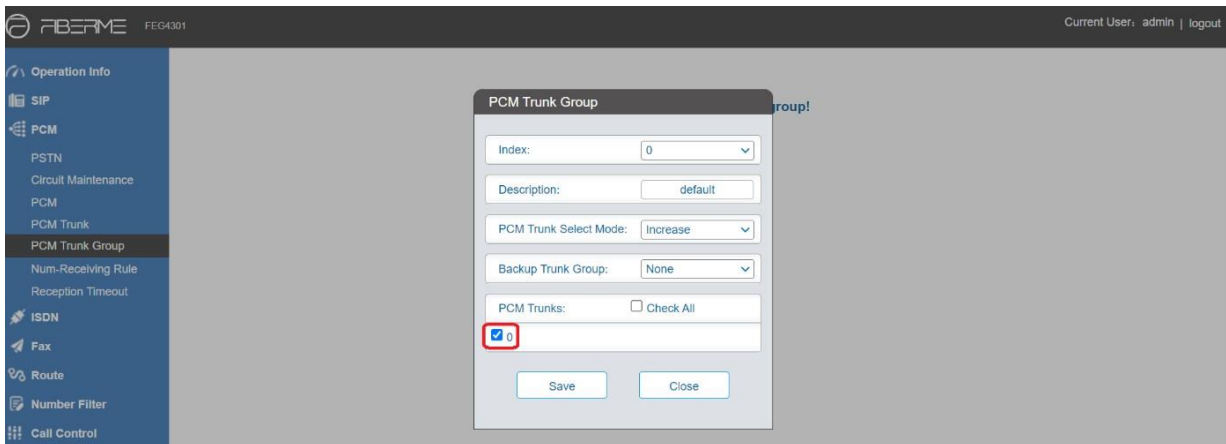 FIBERME FEG4301
Current User: admin | logout
Operation Info
SIP
PCM
PSTN
Circuit Maintenance
PCM
PCM Trunk
PCM Trunk Group
Num-Receiving Rule
Reception Timeout
ISDN
Fax
Route
Number Filter
Call Control
group!
PCM Trunk Group
Index: 0
Description: default
PCM Trunk Select Mode: Increase
Backup Trunk Group: None
PCM Trunks: Check All
0
Save Close